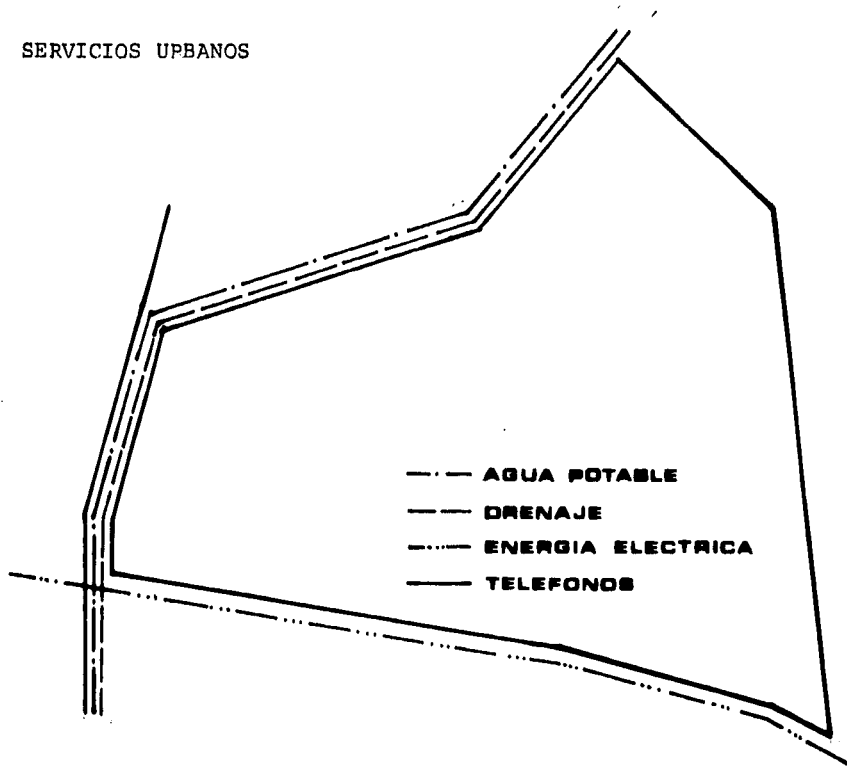 SERVICIOS UPBANOS
AGUA POTABLE
DRENAJE
ENERGIA ELECTRICA
TELEFONOS